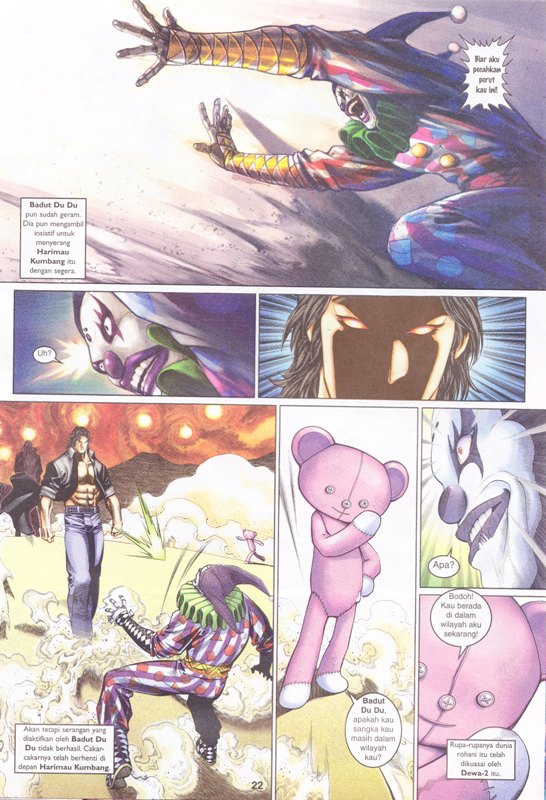 Biar aku
pecahkan
perut
kau ini!
Badut Du Du
pun sudah geram.
Dia pun mengambil
insiatif untuk
menyerang
Harimau
Kumbang itu
dengan segera.
Uh?
Akan tetapi serangan yang
diaktifkan oleh Badut Du
Du tidak berhasil. Cakar-
cakarnya telah berhenti di
depan Harimau Kumbang.
Badut
Du Du,
apakah kau
sangka kau
masih dalam
wilayah
kau?
Apa?
Bodoh!
Kau berada
di dalam
wilayah aku
sekarang!
Rupa-rupanya dunia
rohani itu telah
dikuasai oleh
Dewa-2 itu.
22